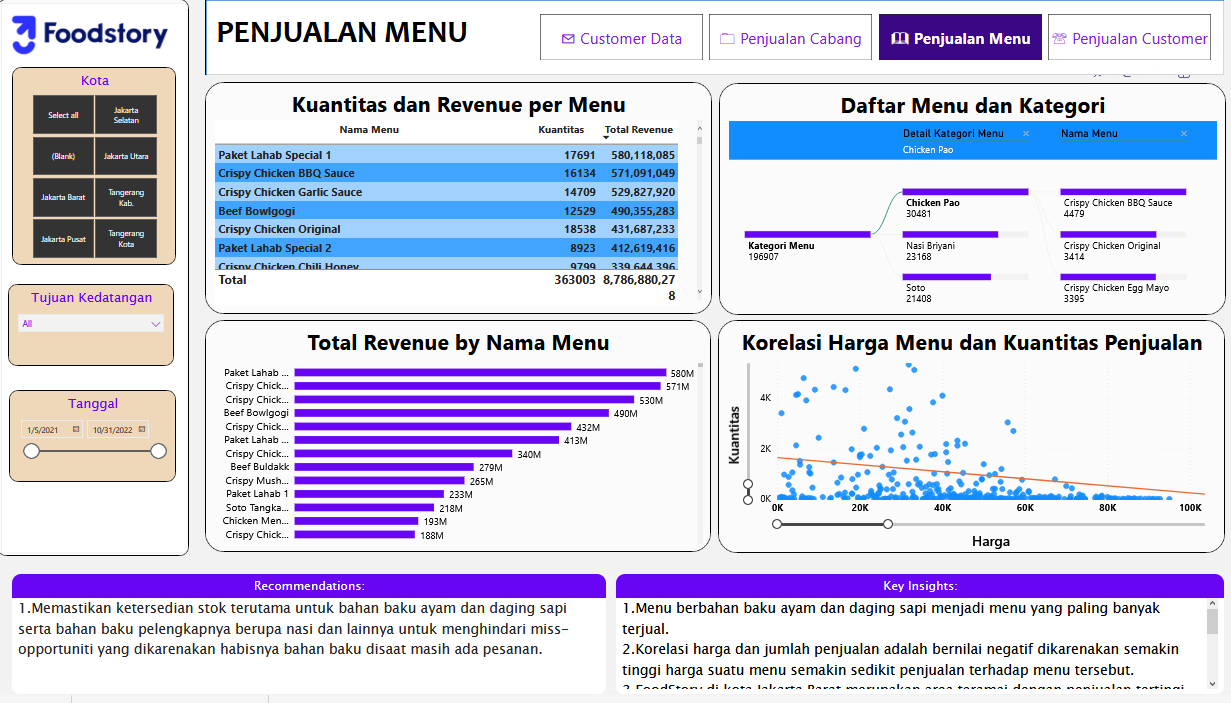 Foodstory
PENJUALAN MENU
Customer Data
Penjualan Cabang
Penjualan Menu
Penjualan Customer
Kota
Select all
Jakarta
Selatan
(Blank)
Jakarta Utara
Jakarta Barat
Tangerang
Kab.
Jakarta Pusat
Tangerang
Kota
Tujuan Kedatangan
All
Tanggal
1/5/2021
10/31/2022
Kuantitas dan Revenue per Menu
Nama Menu Kuantitas Total Revenue
Paket Lahab Special 1 17691 580,118,085
Crispy Chicken BBQ Sauce 16134 571,091,049
Crispy Chicken Garlic Sauce 14709 529,827,920
Beef Bowlgogi 12529 490,355,283
Crispy Chicken Original 18538 431,687,233
Paket Lahab Special 2 8923 412,619,416
Crispy Chicken Chili Honey 9799 339,644,396
Total 363003 8,786,880,27
8
Daftar Menu dan Kategori
Detail Kategori Menu
Nama Menu
Chicken Pao
Kategori Menu
196907
Chicken Pao
30481
Nasi Briyani
23168
Soto
21408
Crispy Chicken BBQ Sauce
4479
Crispy Chicken Original
3414
Crispy Chicken Egg Mayo
3395
Total Revenue by Nama Menu
Paket Lahab ... 580M
Crispy Chick... 571M
Crispy Chick... 530M
Beef Bowlgogi 490M
Crispy Chick... 432M
Paket Lahab ... 413M
Crispy Chick... 340M
Beef Buldakk 279M
Crispy Mush... 265M
Paket Lahab 1 233M
Soto Tangka... 218M
Chicken Men... 193M
Crispy Chick... 188M
Korelasi Harga Menu dan Kuantitas Penjualan
Kuantitas
4K
2K
0K
0K 20K 40K 60K 80K 100K
Harga
Recommendations:
1.Memastikan ketersedian stok terutama untuk bahan baku ayam dan daging sapi
serta bahan baku pelengkapnya berupa nasi dan lainnya untuk menghindari miss-
opportuniti yang dikarenakan habisnya bahan baku disaat masih ada pesanan.
Key Insights:
1.Menu berbahan baku ayam dan daging sapi menjadi menu yang paling banyak
terjual.
2.Korelasi harga dan jumlah penjualan adalah bernilai negatif dikarenakan semakin
tinggi harga suatu menu semakin sedikit penjualan terhadap menu tersebut.
3.FoodStory di kota Jakarta Barat merupakan area teramai dengan penjualan tertingi